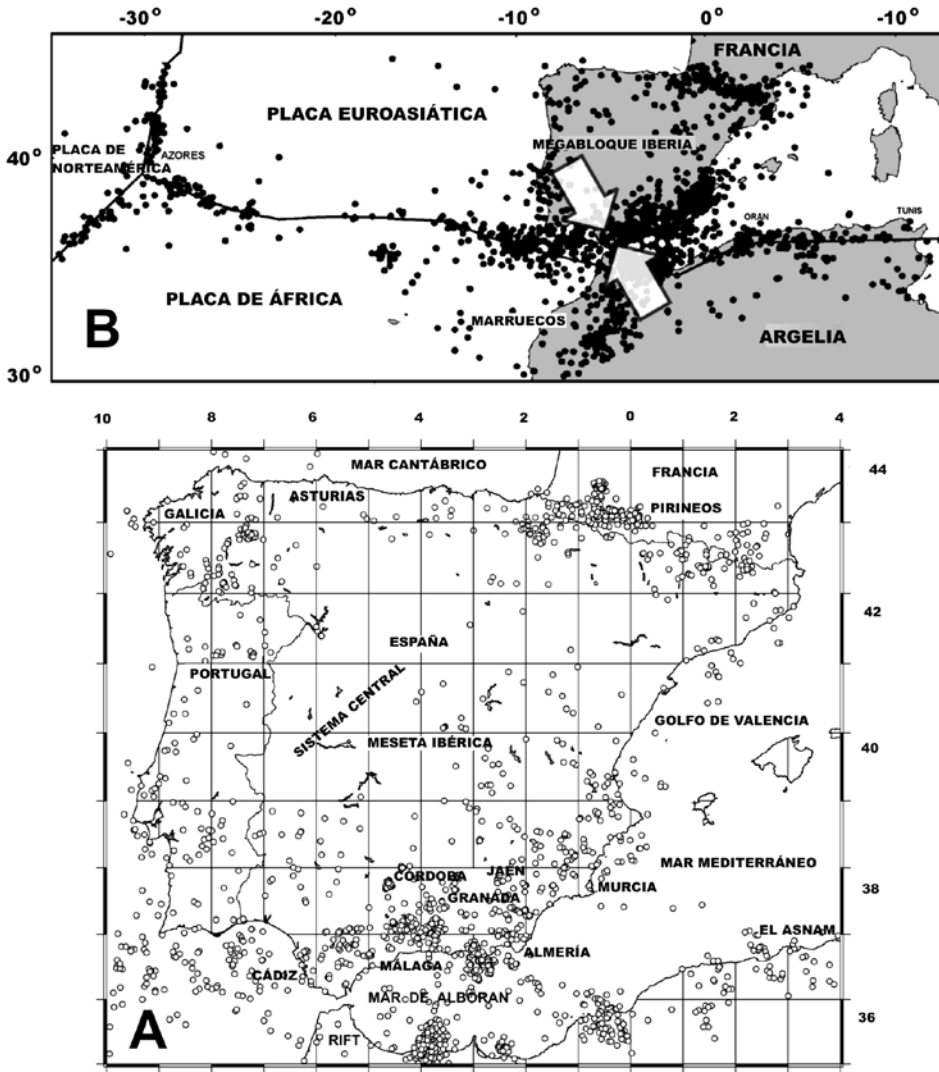 -30° -20° -10° 0° -10°
FRANCIA
PLACA EUROASIÁTICA
MEGABLOQUE IBERIA
PLACA DE
NORTEAMÉRICA
AZORES
40°
ORAN
TUNIS
PLACA DE ÁFRICA
MARRUECOS
ARGELIA
B
30°
10 8 6 4 2 0 2 4
MAR CANTÁBRICO
FRANCIA
44
ASTURIAS
GALICIA
PIRINEOS
42
ESPAÑA
PORTUGAL
SISTEMA CENTRAL
GOLFO DE VALENCIA
MESETA IBÉRICA
40
MAR MEDITERRÁNEO
CÓRDOBA
JAÉN
MURCIA
38
GRANADA
EL ASNAM
ALMERÍA
CÁDIZ
MÁLAGA
MAR DE ALBORAN
36
RIFT
A